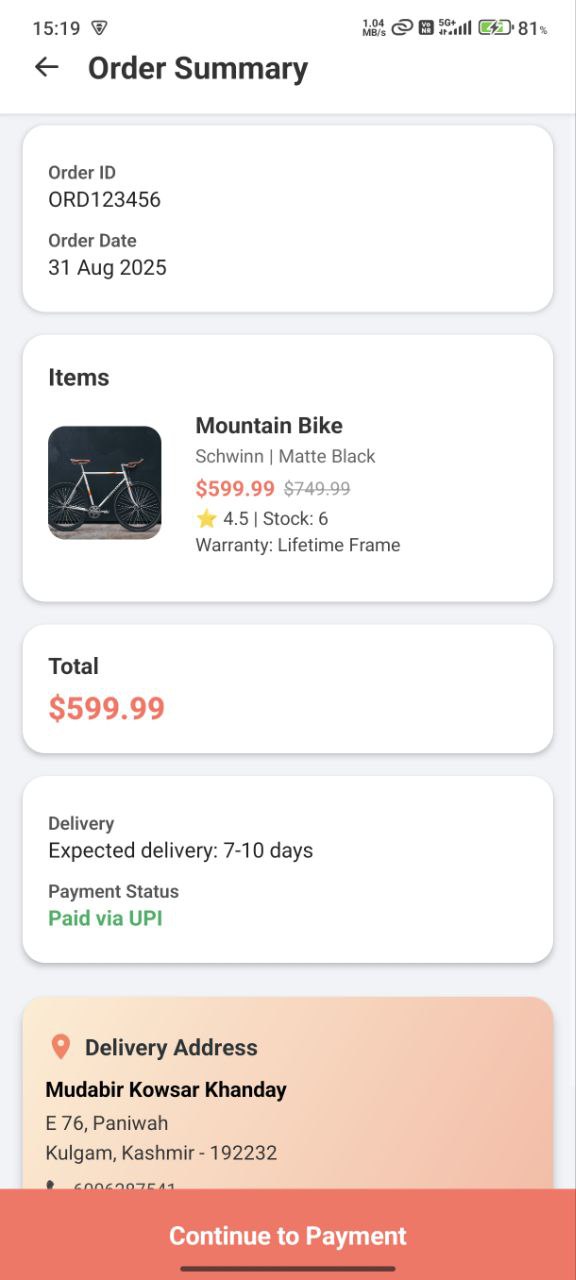 15:19
1.04 MB/s 5G+ 81%
Order Summary
Order ID
ORD123456
Order Date
31 Aug 2025
Items
Mountain Bike
Schwinn | Matte Black
$599.99 $749.99
4.5 | Stock: 6
Warranty: Lifetime Frame
Total
$599.99
Delivery
Expected delivery: 7-10 days
Payment Status
Paid via UPI
Delivery Address
Mudabir Kowsar Khanday
E 76, Paniwah
Kulgam, Kashmir - 192232
Continue to Payment